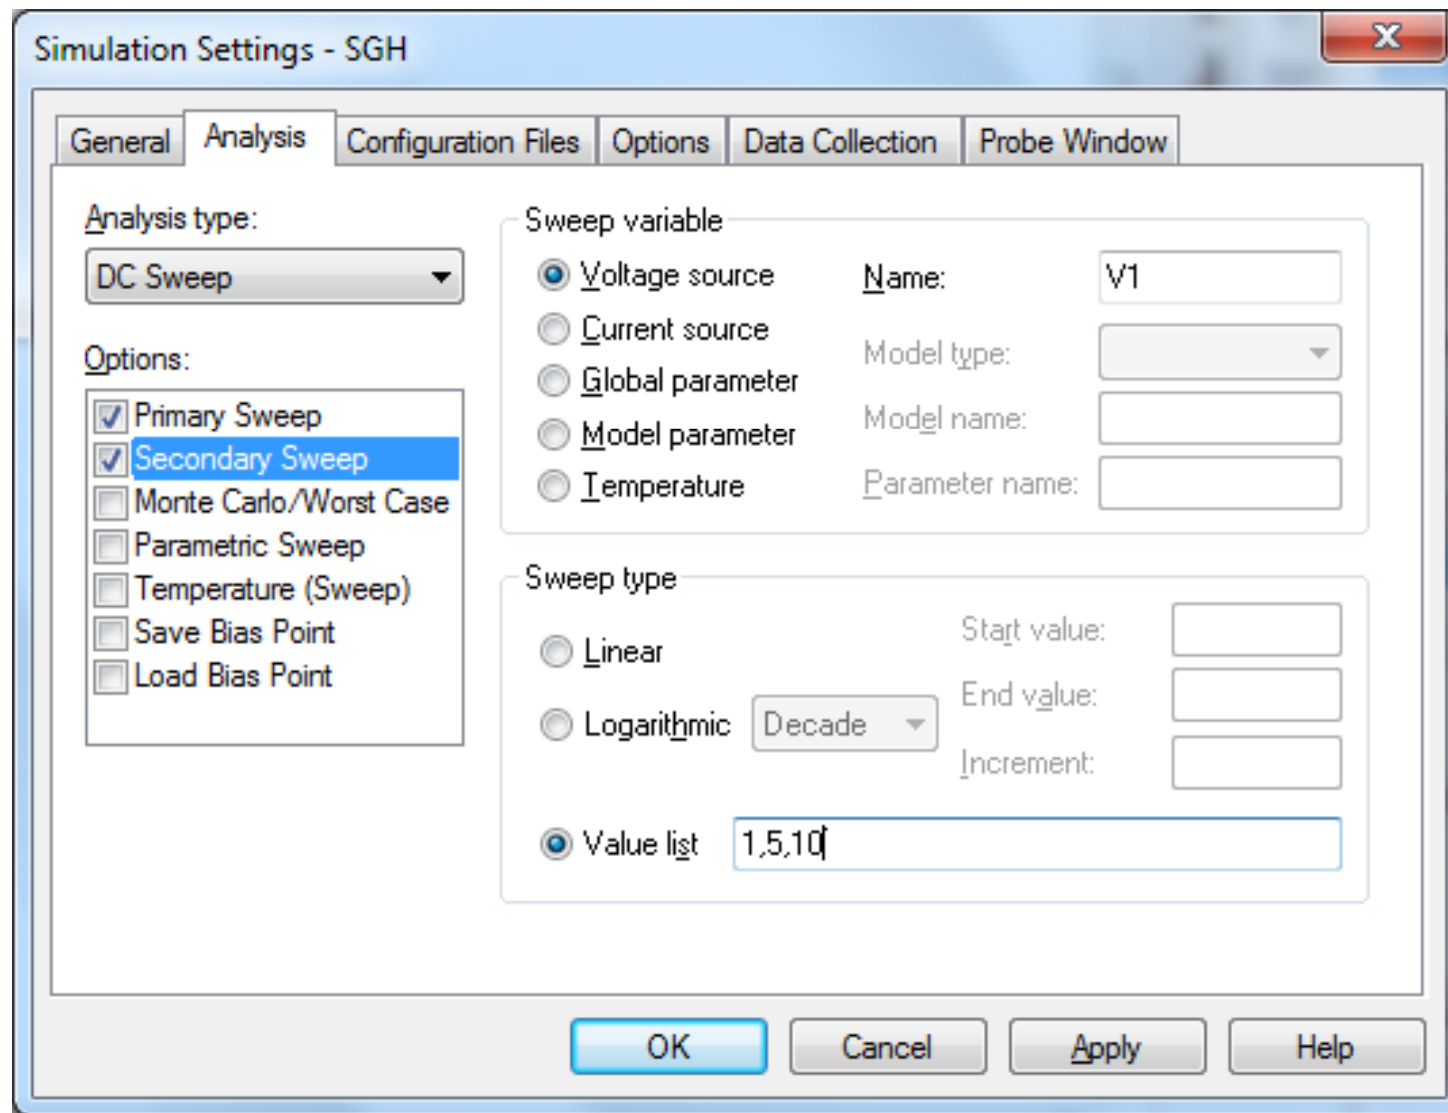 Simulation Settings - SGH
General
Analysis
Configuration Files
Options
Data Collection
Probe Window
Analysis type:
DC Sweep
Options:
Primary Sweep
Secondary Sweep
Monte Carlo/Worst Case
Parametric Sweep
Temperature (Sweep)
Save Bias Point
Load Bias Point
Sweep variable
Voltage source
Name:
V1
Current source
Model type:
Global parameter
Model name:
Model parameter
Parameter name:
Temperature
Sweep type
Linear
Start value:
Logarithmic
Decade
End value:
Increment:
Value list
1,5,10
OK
Cancel
Apply
Help